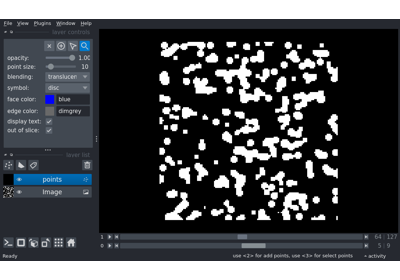 File View Plugins Window Help
layer controls
opacity: 1.00
point size: 10
blending: translucen
symbol: disc
face color: blue
edge color: dimgrey
display text:
out of slice:
layer list
points
Image
1 64 127
0 5 9
Ready use <2> for add points, use <3> for select points activity